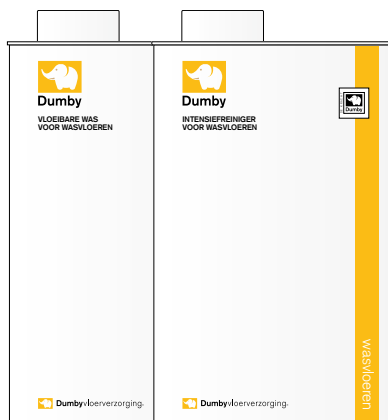 Dumby
VLOEIBARE WAS
VOOR WASVLOEREN
Dumbyvloerverzorging.
Dumby
INTENSIEFREINIGER
VOOR WASVLOEREN
Dumby
wasvloeren
Dumbyvloerverzorging.